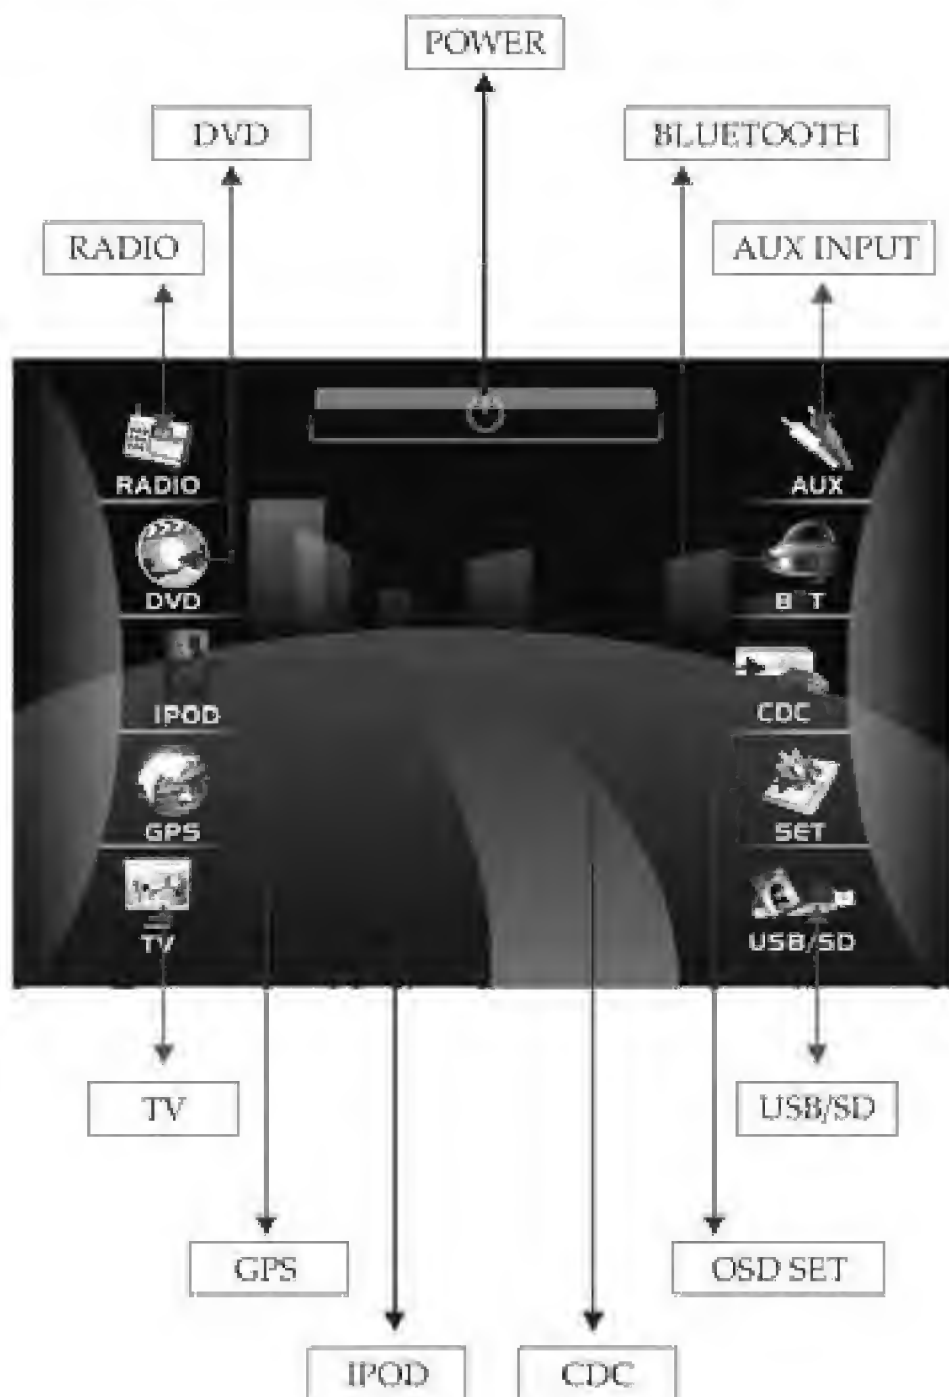 POWER
DVD
BLUETOOTH
RADIO
AUX INPUT
RADIO
AUX
DVD
B T
IPOD
CDC
GPS
SET
TV
USB/SD
TV
USB/SD
GPS
OSD SET
IPOD
CDC